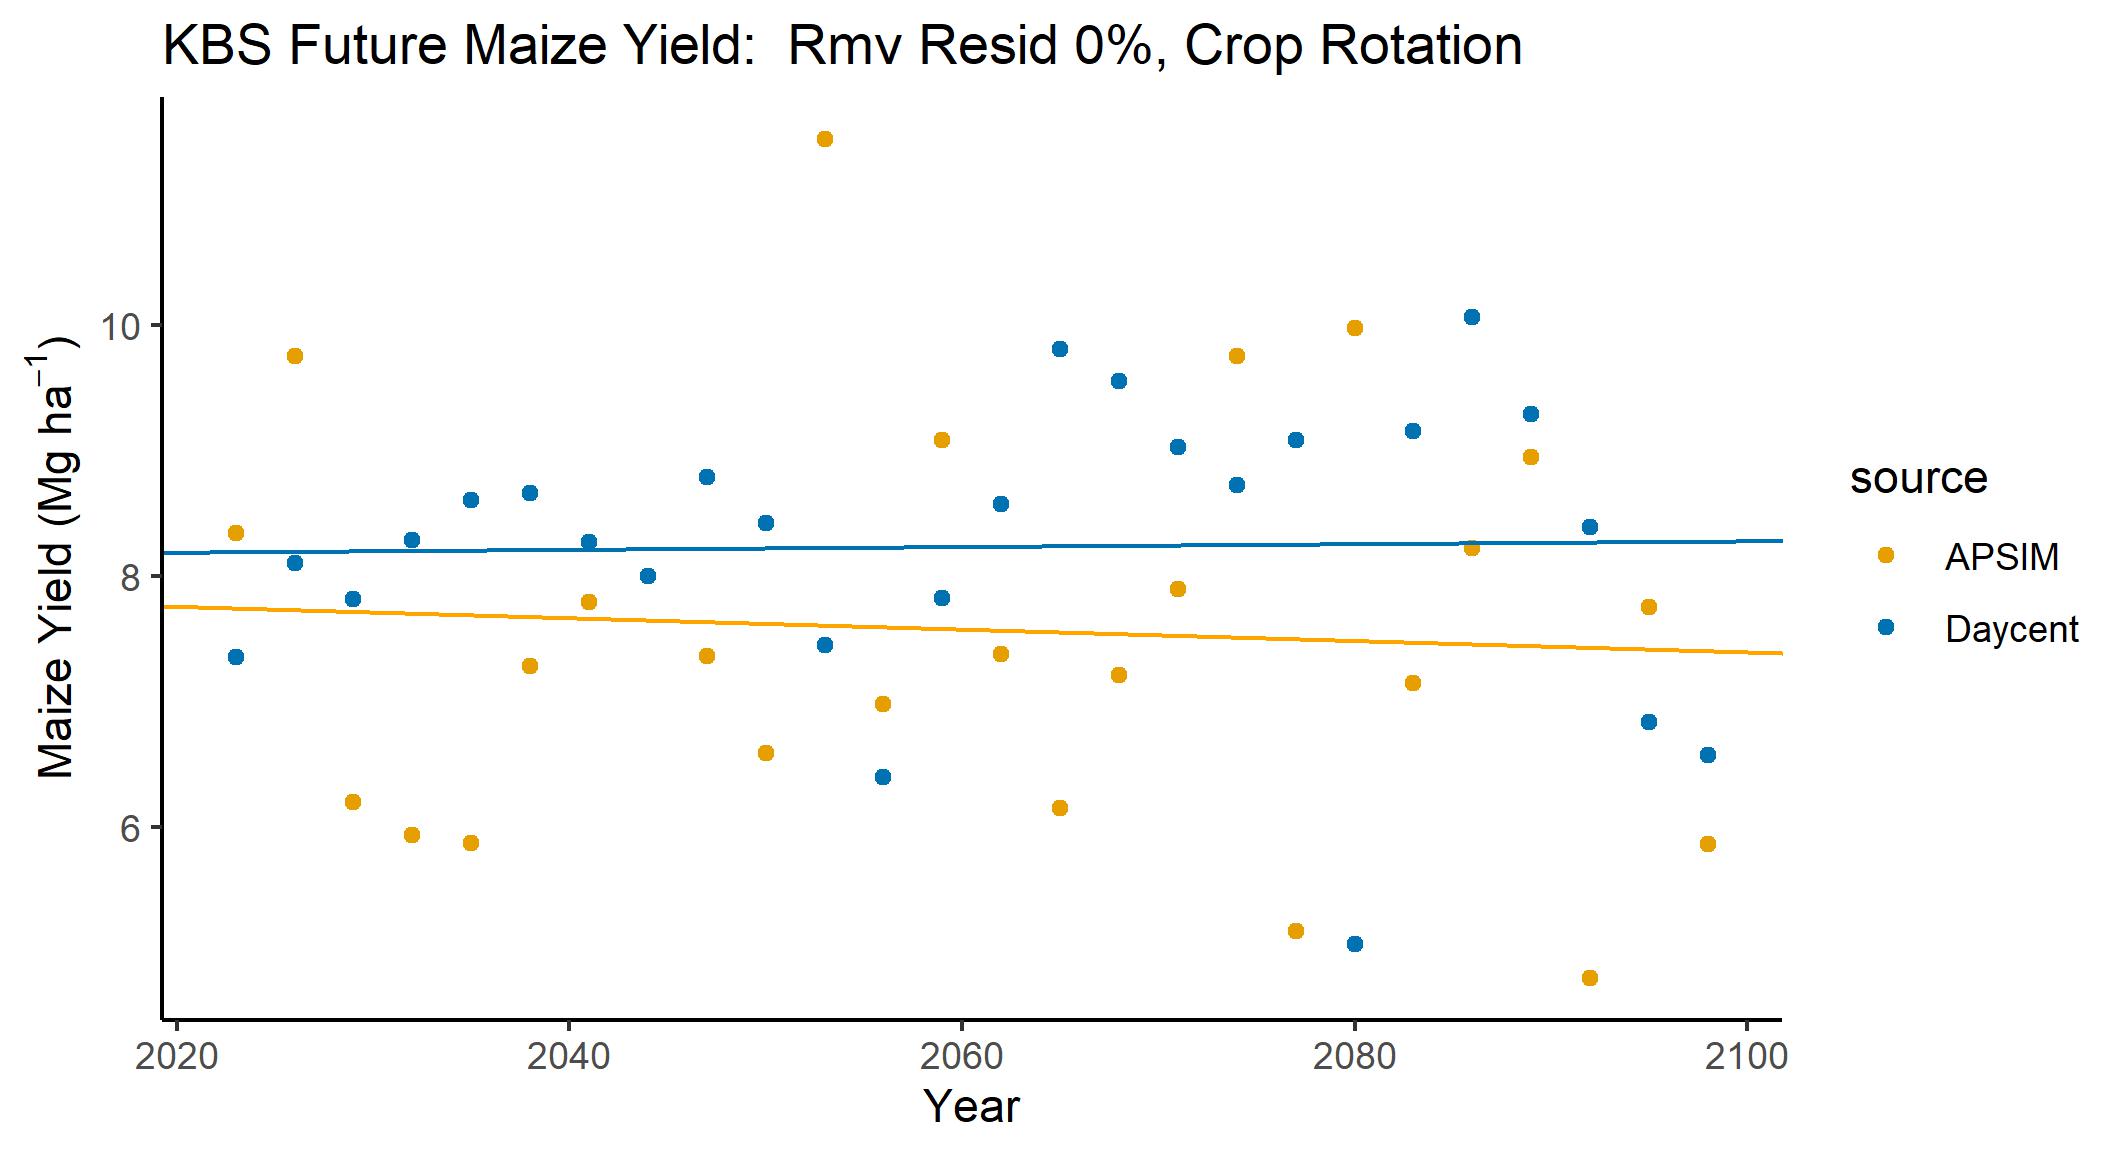 KBS Future Maize Yield:  Rmv Resid 0%, Crop Rotation
Maize Yield (Mg ha⁻¹)
10
8
6
2020 2040 2060 2080 2100
Year
source
APSIM
Daycent